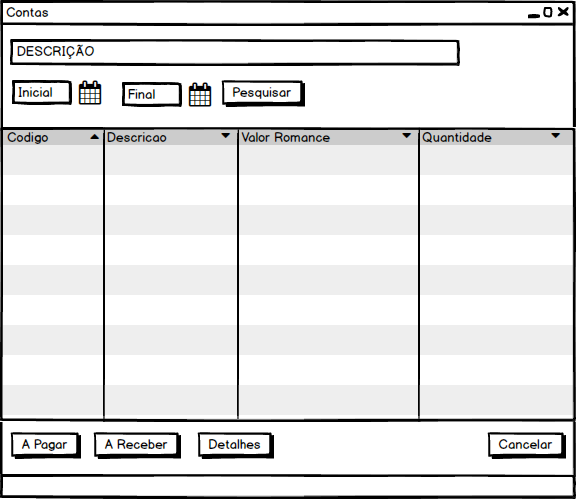 Contas
DESCRIÇÃO
Inicial Final Pesquisar
Codigo Descricao Valor Romance Quantidade
A Pagar A Receber Detalhes Cancelar